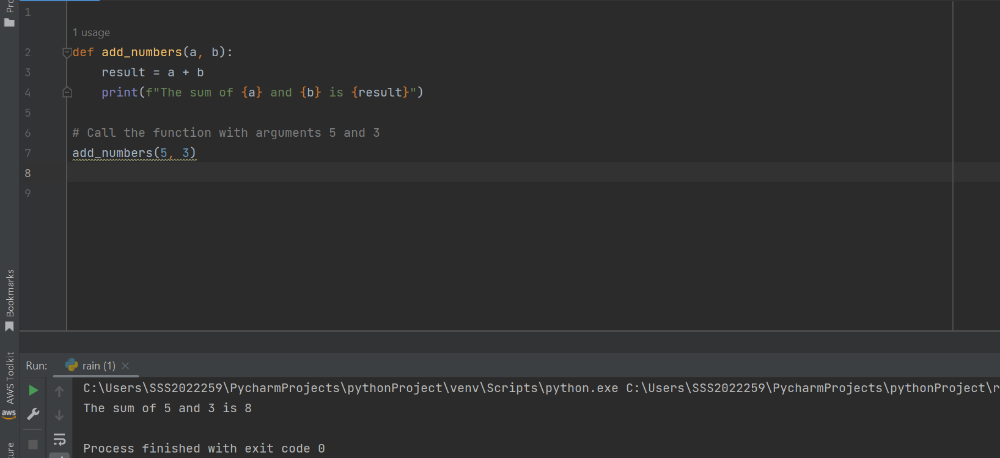 Pro
1
1 usage
2 def add_numbers(a, b):
3     result = a + b
4     print(f"The sum of {a} and {b} is {result}")
5
6 # Call the function with arguments 5 and 3
7 add_numbers(5, 3)
8
9
Bookmarks
AWS Toolkit
aws
ture
Run: rain (1)
C:\Users\SSS2022259\PycharmProjects\pythonProject\venv\Scripts\python.exe C:\Users\SSS2022259\PycharmProjects\pythonProject\r
The sum of 5 and 3 is 8
Process finished with exit code 0